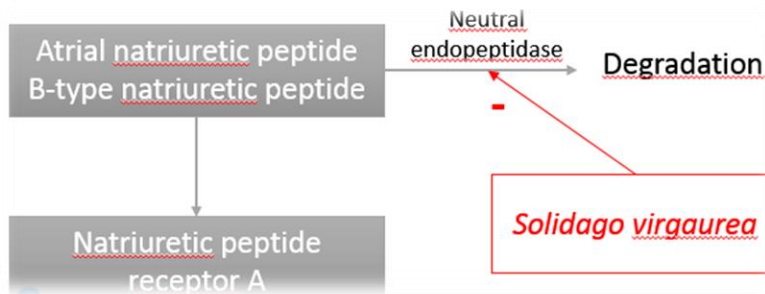 Neutral
endopeptidase
Atrial natriuretic peptide
B-type natriuretic peptide
Degradation
-
Solidago virgaurea
Natriuretic peptide
receptor A